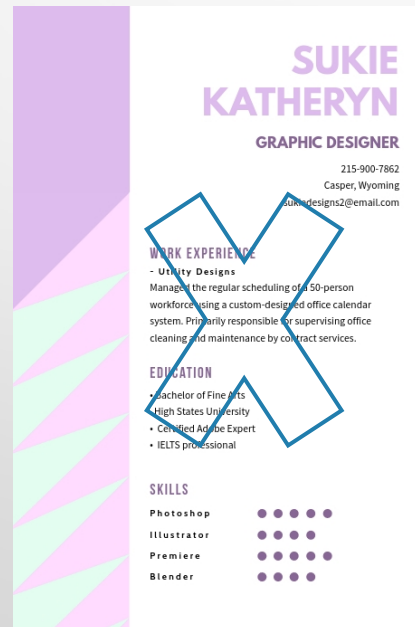 SUKIE
KATHERYN
GRAPHIC DESIGNER
215-900-7862
Casper, Wyoming
sukiedesigns2@email.com
WORK EXPERIENCE
- Utility Designs
Managed the regular scheduling of a 50-person
workforce using a custom-designed office calendar
system. Primarily responsible for supervising office
cleaning and maintenance by contract services.
EDUCATION
• Bachelor of Fine Arts
High States University
• Certified Adobe Expert
• IELTS professional
SKILLS
Photoshop
Illustrator
Premiere
Blender